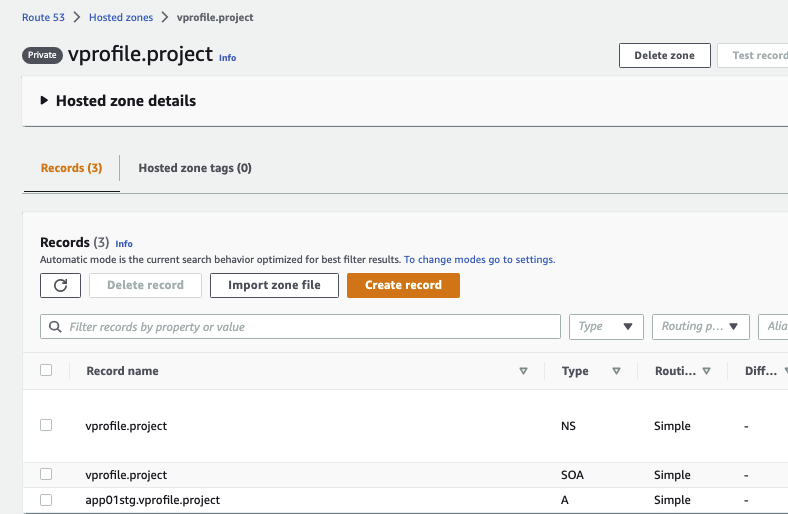 Route 53 > Hosted zones > vprofile.project
Private vprofile.project Info
Delete zone
Test record
Hosted zone details
Records (3)
Hosted zone tags (0)
Records (3) Info
Automatic mode is the current search behavior optimized for best filter results. To change modes go to settings.
Delete record
Import zone file
Create record
Filter records by property or value
Type
Routing p...
Alia
Record name Type Routi... Diff...
vprofile.project NS Simple -
vprofile.project SOA Simple -
app01stg.vprofile.project A Simple -